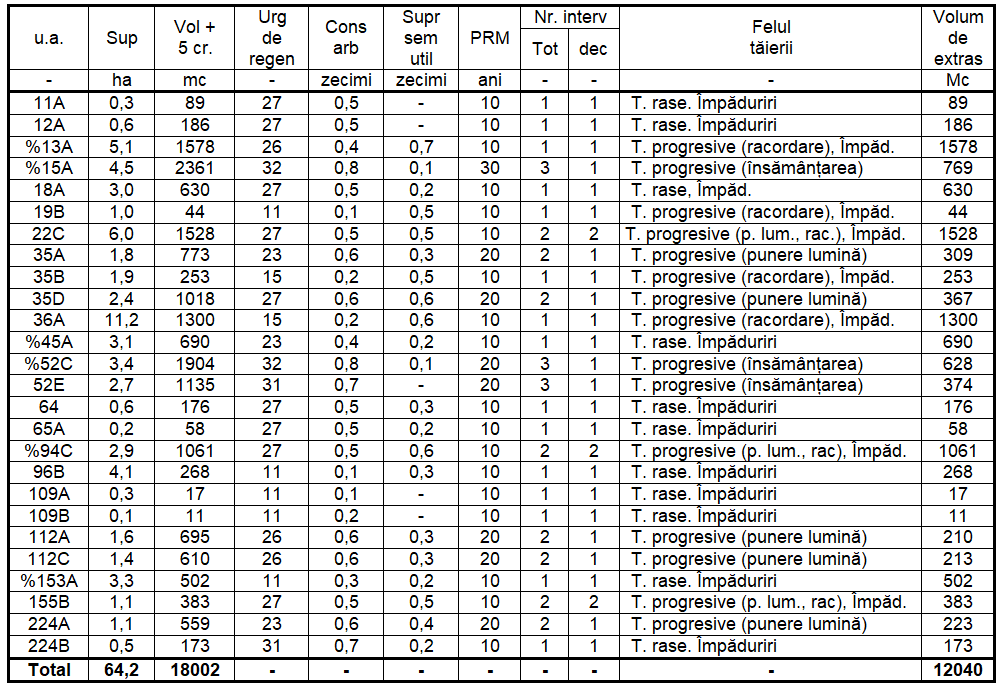 u.a. Sup Vol + 5 cr. Urg de regen Cons arb Supr sem util PRM Nr. interv Tot dec Felul tăierii Volum de extras
- ha mc - zecimi zecimi ani - - - Mc
11A 0,3 89 27 0,5 - 10 1 1 T. rase. Împăduriri 89
12A 0,6 186 27 0,5 - 10 1 1 T. rase. Împăduriri 186
%13A 5,1 1578 26 0,4 0,7 10 1 1 T. progresive (racordare), Împăd. 1578
%15A 4,5 2361 32 0,8 0,1 30 3 1 T. progresive (însămânțarea) 769
18A 3,0 630 27 0,5 0,2 10 1 1 T. rase, Împăd. 630
19B 1,0 44 11 0,1 0,5 10 1 1 T. progresive (racordare), Împăd. 44
22C 6,0 1528 27 0,5 0,5 10 2 2 T. progresive (p. lum., rac.), Împăd. 1528
35A 1,8 773 23 0,6 0,3 20 2 1 T. progresive (punere lumină) 309
35B 1,9 253 15 0,2 0,5 10 1 1 T. progresive (racordare), Împăd. 253
35D 2,4 1018 27 0,6 0,6 20 2 1 T. progresive (punere lumină) 367
36A 11,2 1300 15 0,2 0,6 10 1 1 T. progresive (racordare), Împăd. 1300
%45A 3,1 690 23 0,4 0,2 10 1 1 T. rase. Împăduriri 690
%52C 3,4 1904 32 0,8 0,1 20 3 1 T. progresive (însămânțarea) 628
52E 2,7 1135 31 0,7 - 20 3 1 T. progresive (însămânțarea) 374
64 0,6 176 27 0,5 0,3 10 1 1 T. rase. Împăduriri 176
65A 0,2 58 27 0,5 0,2 10 1 1 T. rase. Împăduriri 58
%94C 2,9 1061 27 0,5 0,6 10 2 2 T. progresive (p. lum., rac), Împăd. 1061
96B 4,1 268 11 0,1 0,3 10 1 1 T. rase. Împăduriri 268
109A 0,3 17 11 0,1 - 10 1 1 T. rase. Împăduriri 17
109B 0,1 11 11 0,2 - 10 1 1 T. rase. Împăduriri 11
112A 1,6 695 26 0,6 0,3 20 2 1 T. progresive (punere lumină) 210
112C 1,4 610 26 0,6 0,3 20 2 1 T. progresive (punere lumină) 213
%153A 3,3 502 11 0,3 0,2 10 1 1 T. rase. Împăduriri 502
155B 1,1 383 27 0,5 0,5 10 2 2 T. progresive (p. lum., rac), Împăd. 383
224A 1,1 559 23 0,6 0,4 20 2 1 T. progresive (punere lumină) 223
224B 0,5 173 31 0,7 0,2 10 1 1 T. rase. Împăduriri 173
Total 64,2 18002 - - - - - - - 12040